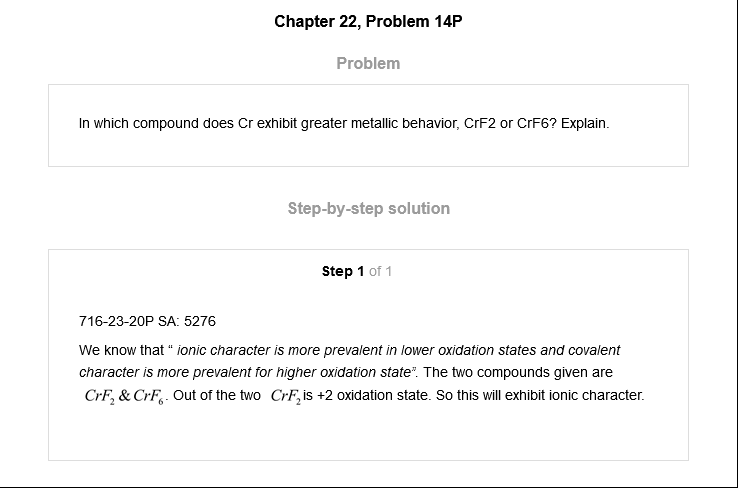 Chapter 22, Problem 14P
Problem
In which compound does Cr exhibit greater metallic behavior, CrF2 or CrF6? Explain.
Step-by-step solution
Step 1 of 1
716-23-20P SA: 5276
We know that “ ionic character is more prevalent in lower oxidation states and covalent
character is more prevalent for higher oxidation state”. The two compounds given are
CrF₂ & CrF₆. Out of the two CrF₂ is +2 oxidation state. So this will exhibit ionic character.